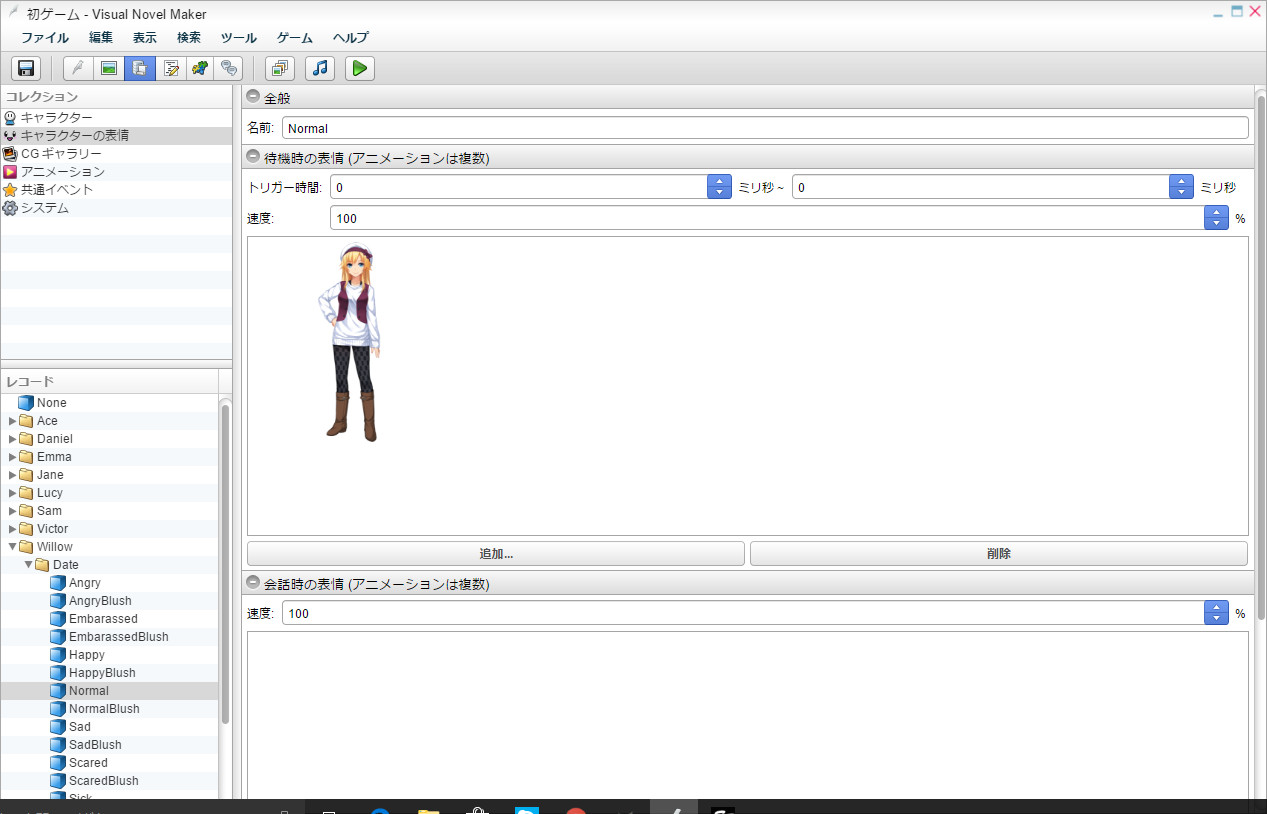 初ゲーム - Visual Novel Maker
ファイル 編集 表示 検索 ツール ゲーム ヘルプ
コレクション
キャラクター
キャラクターの表情
CGギャラリー
アニメーション
共通イベント
システム
レコード
None
Ace
Daniel
Emma
Jane
Lucy
Sam
Victor
Willow
Date
Angry
AngryBlush
Embarassed
EmbarassedBlush
Happy
HappyBlush
Normal
NormalBlush
Sad
SadBlush
Scared
ScaredBlush
Sick
全般
名前: Normal
待機時の表情 (アニメーションは複数)
トリガー時間: 0 ミリ秒 ~ 0 ミリ秒
速度: 100 %
追加... 削除
会話時の表情 (アニメーションは複数)
速度: 100 %